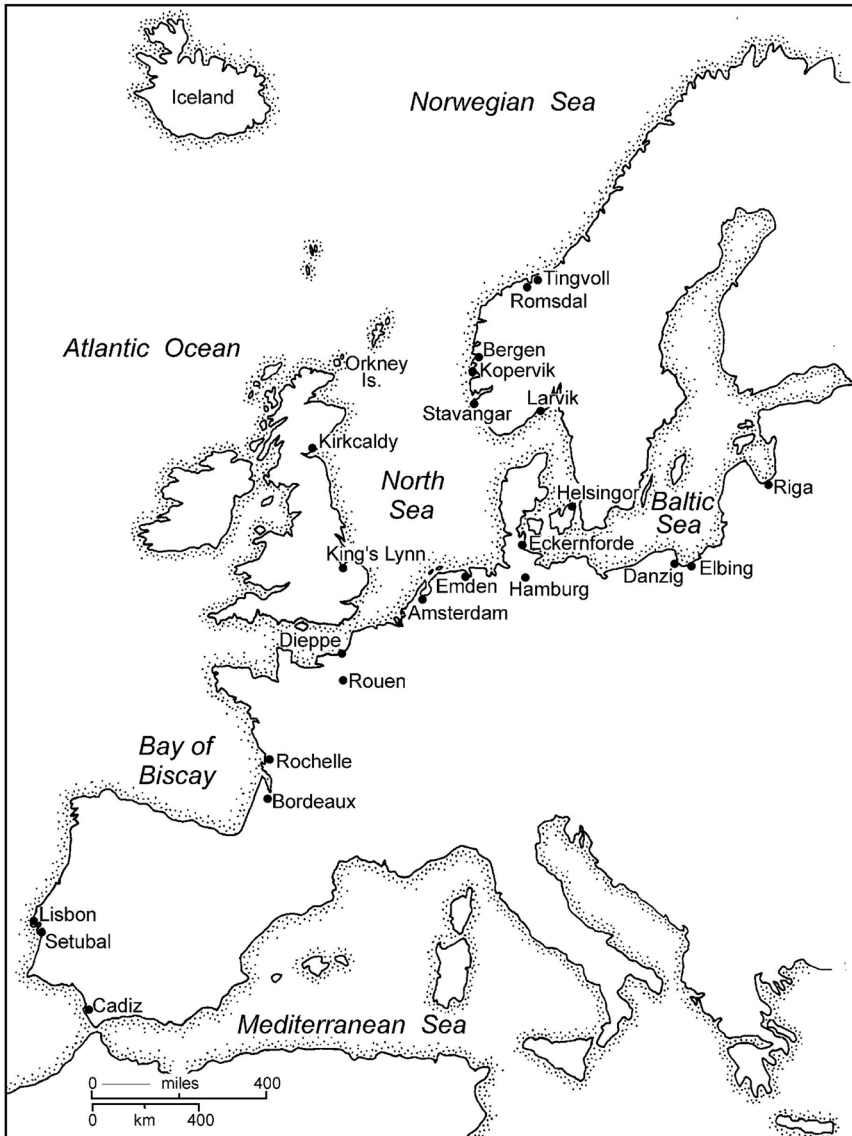 Iceland
Norwegian Sea
Tingvoll
Romsdal
Atlantic Ocean
Orkney
Is.
Bergen
Kopervik
Stavangar
Larvik
Kirkcaldy
North
Sea
Helsingor
Baltic
Sea
Riga
Eckernforde
King's Lynn
Emden
Hamburg
Danzig
Elbing
Amsterdam
Dieppe
Rouen
Bay of
Biscay
Rochelle
Bordeaux
Lisbon
Setubal
Cadiz
Mediterranean Sea
0 miles 400
0 km 400